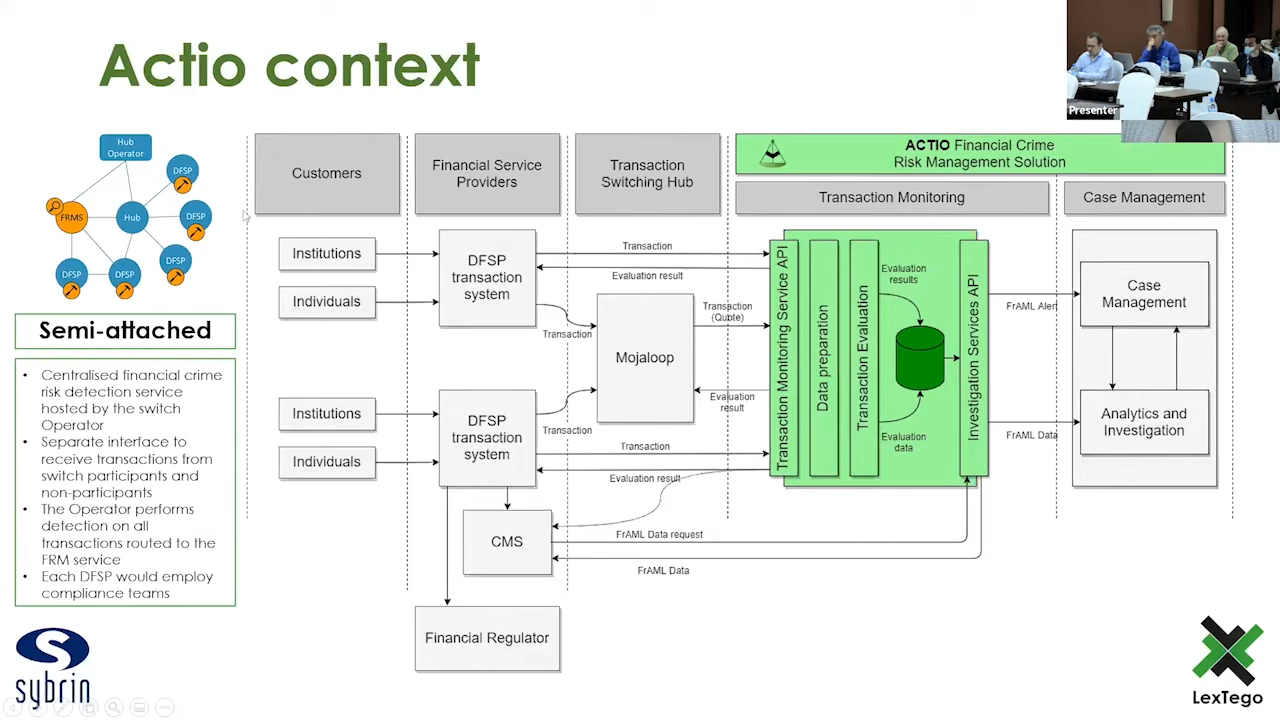 Actio context
Presenter
Hub
Operator
DFSP
FRMS
Hub
DFSP
DFSP
DFSP
DFSP
Semi-attached
• Centralised financial crime
risk detection service
hosted by the switch
Operator
• Separate interface to
receive transactions from
switch participants and
non-participants
• The Operator performs
detection on all
transactions routed to the
FRM service
• Each DFSP would employ
compliance teams
Customers
Financial Service
Providers
Transaction
Switching Hub
ACTIO Financial Crime
Risk Management Solution
Transaction Monitoring
Case Management
Institutions
Individuals
Institutions
Individuals
DFSP
transaction
system
DFSP
transaction
system
CMS
Financial Regulator
Transaction
Evaluation result
Transaction
Transaction
(Quote)
Mojaloop
Evaluation
result
Transaction
Transaction
Evaluation result
FrAML Data request
FrAML Data
Transaction Monitoring Service API
Data preparation
Transaction Evaluation
Evaluation
results
Evaluation
data
Investigation Services API
FrAML Alert
FrAML Data
Case
Management
Analytics and
Investigation
sybrin
LexTego